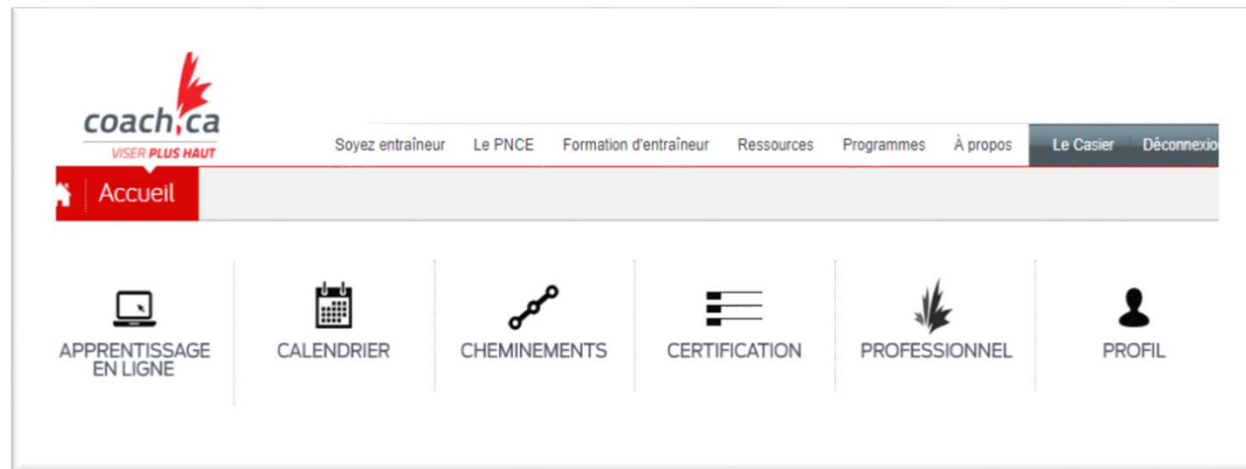 coach.ca
VISER PLUS HAUT
Soyez entraîneur Le PNCE Formation d'entraîneur Ressources Programmes À propos Le Casier Déconnexio
Accueil
APPRENTISSAGE
EN LIGNE
CALENDRIER
CHEMINEMENTS
CERTIFICATION
PROFESSIONNEL
PROFIL